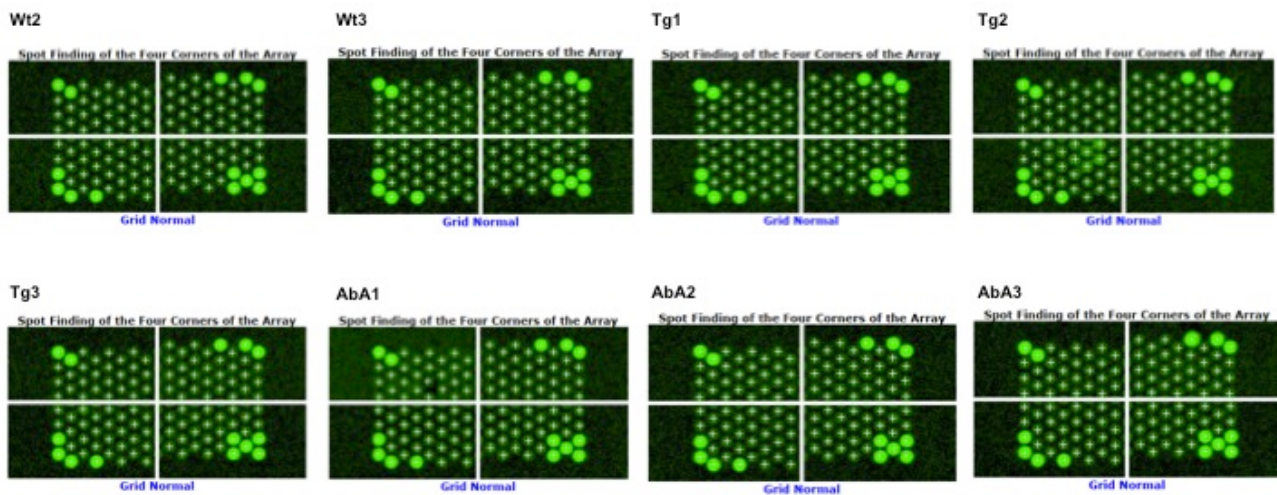 Wt2
Spot Finding of the Four Corners of the Array
Grid Normal
Wt3
Spot Finding of the Four Corners of the Array
Grid Normal
Tg1
Spot Finding of the Four Corners of the Array
Grid Normal
Tg2
Spot Finding of the Four Corners of the Array
Grid Normal
Tg3
Spot Finding of the Four Corners of the Array
Grid Normal
AbA1
Spot Finding of the Four Corners of the Array
Grid Normal
AbA2
Spot Finding of the Four Corners of the Array
Grid Normal
AbA3
Spot Finding of the Four Corners of the Array
Grid Normal